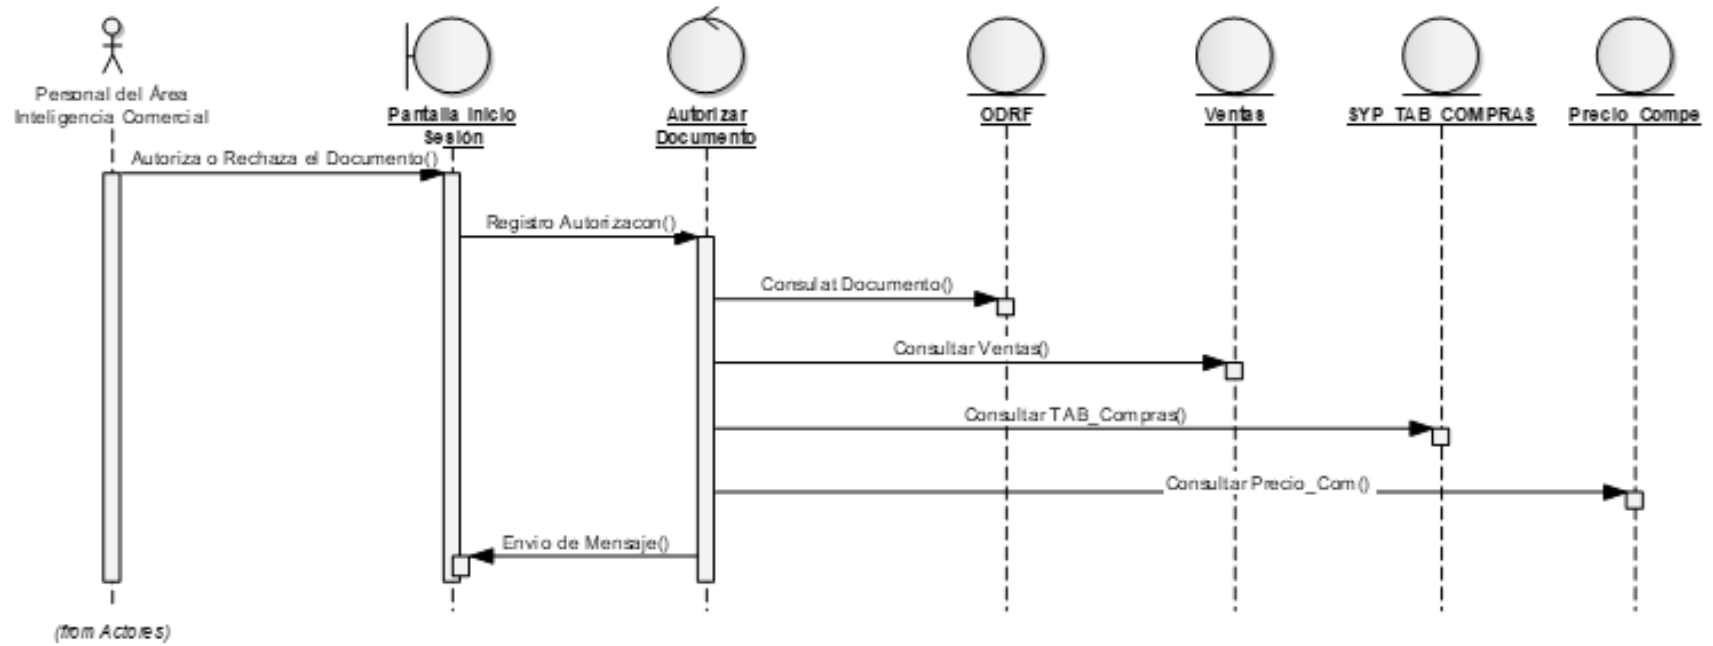 Personal del Área
Inteligencia Comercial
Pantalla Inicio
Sesión
Autorizar
Documento
ODRF
Ventas
SYP_TAB_COMPRAS
Precio_Compe
Autoriza o Rechaza el Documento()
Registro Autorizacon()
Consulat Documento()
Consultar Ventas()
Consultar TAB_Compras()
Consultar Precio_Com()
Envio de Mensaje()
(from Actores)